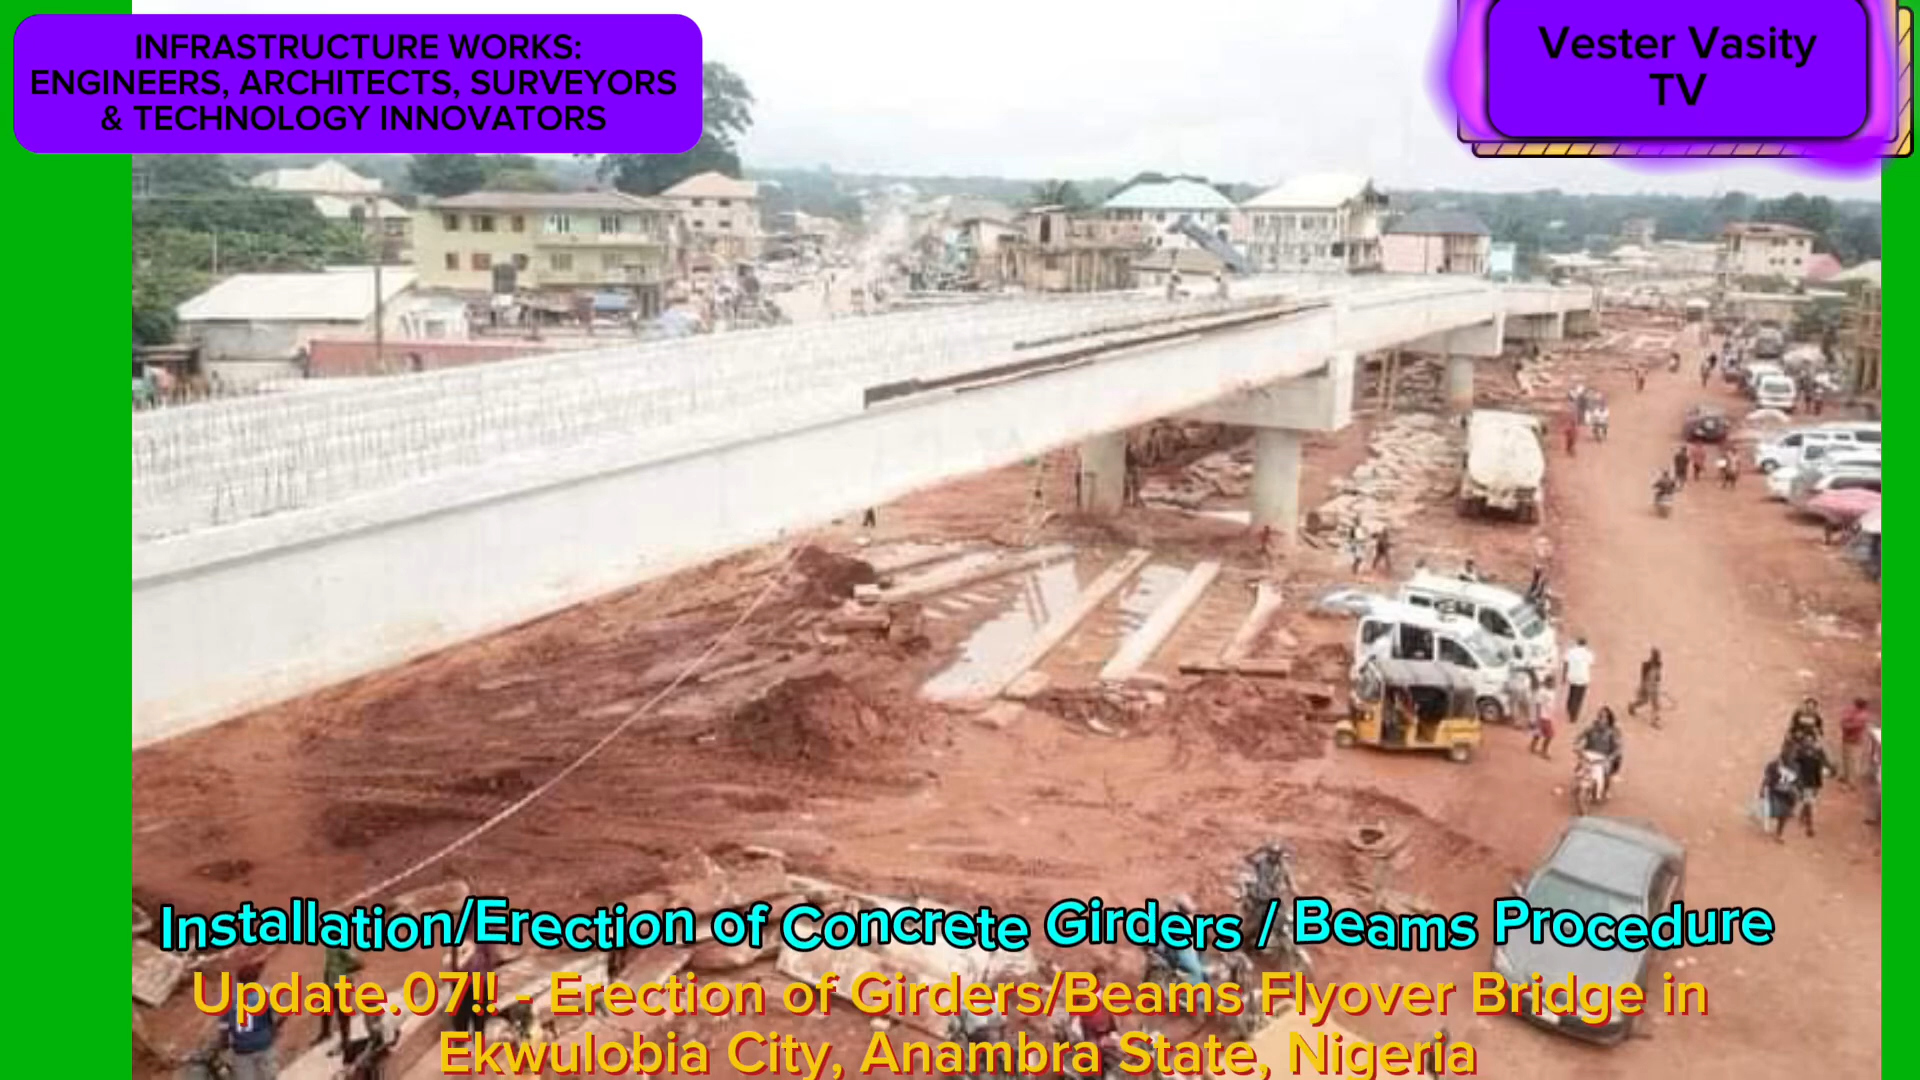 INFRASTRUCTURE WORKS:
ENGINEERS, ARCHITECTS, SURVEYORS
& TECHNOLOGY INNOVATORS
Vester Vasity
TV
Installation/Erection of Concrete Girders / Beams Procedure
Update.07!! - Erection of Girders/Beams Flyover Bridge in
Ekwulobia City, Anambra State, Nigeria